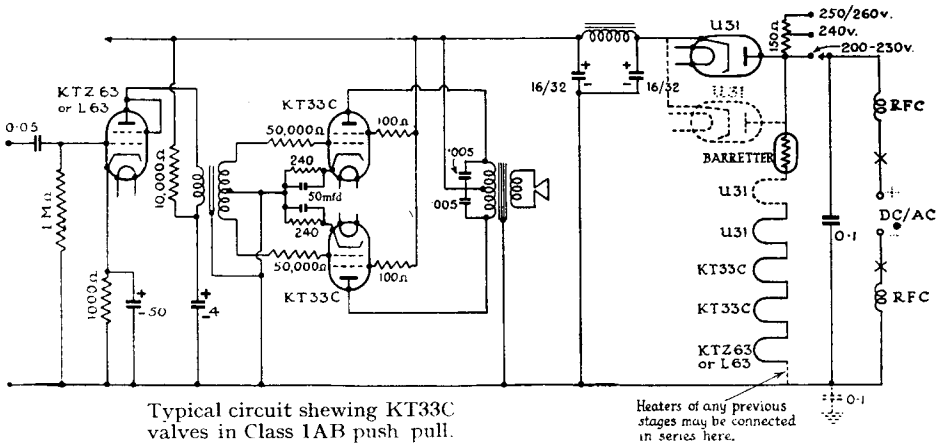 250/260v.
240v.
200-230v.
150Ω
U31
U31
16/32
16/32
+
-
+
-
KTZ63
or L63
0·05
1MΩ
10,000Ω
1000Ω
+
-50
+
-4
50,000Ω
240
50mfd
240
50,000Ω
KT33C
100Ω
100Ω
KT33C
·005
·005
BARRETTER
U31
U31
KT33C
KT33C
KTZ63
or L63
0·1
RFC
+
DC/AC
-
RFC
0·1
Heaters of any previous
stages may be connected
in series here.
Typical circuit shewing KT33C
valves in Class 1AB push pull.